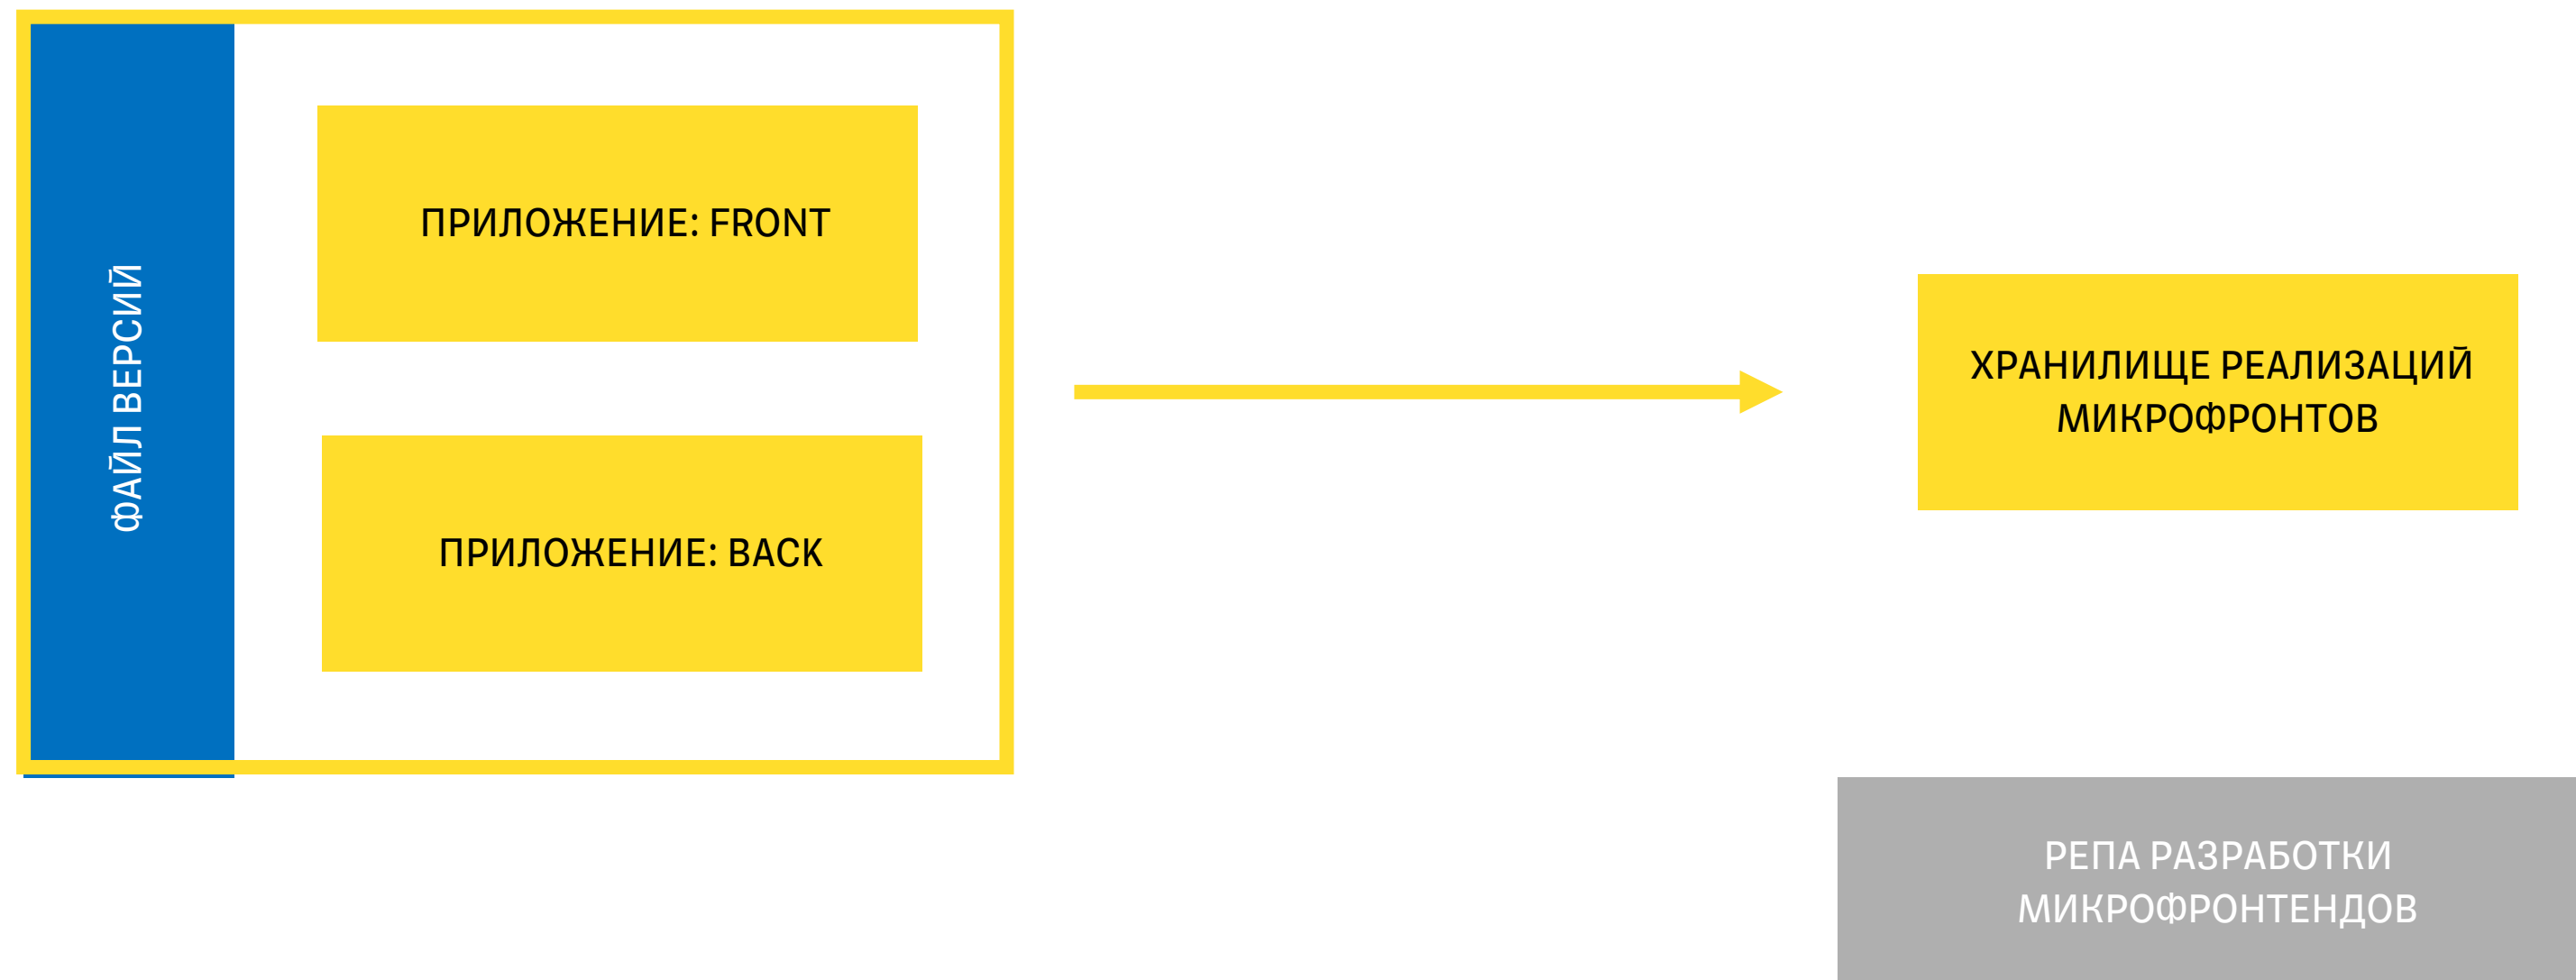 ФАЙЛ ВЕРСИЙ
ПРИЛОЖЕНИЕ: FRONT
ПРИЛОЖЕНИЕ: BACK
ХРАНИЛИЩЕ РЕАЛИЗАЦИЙ
МИКРОФРОНТОВ
РЕПА РАЗРАБОТКИ
МИКРОФРОНТЕНДОВ